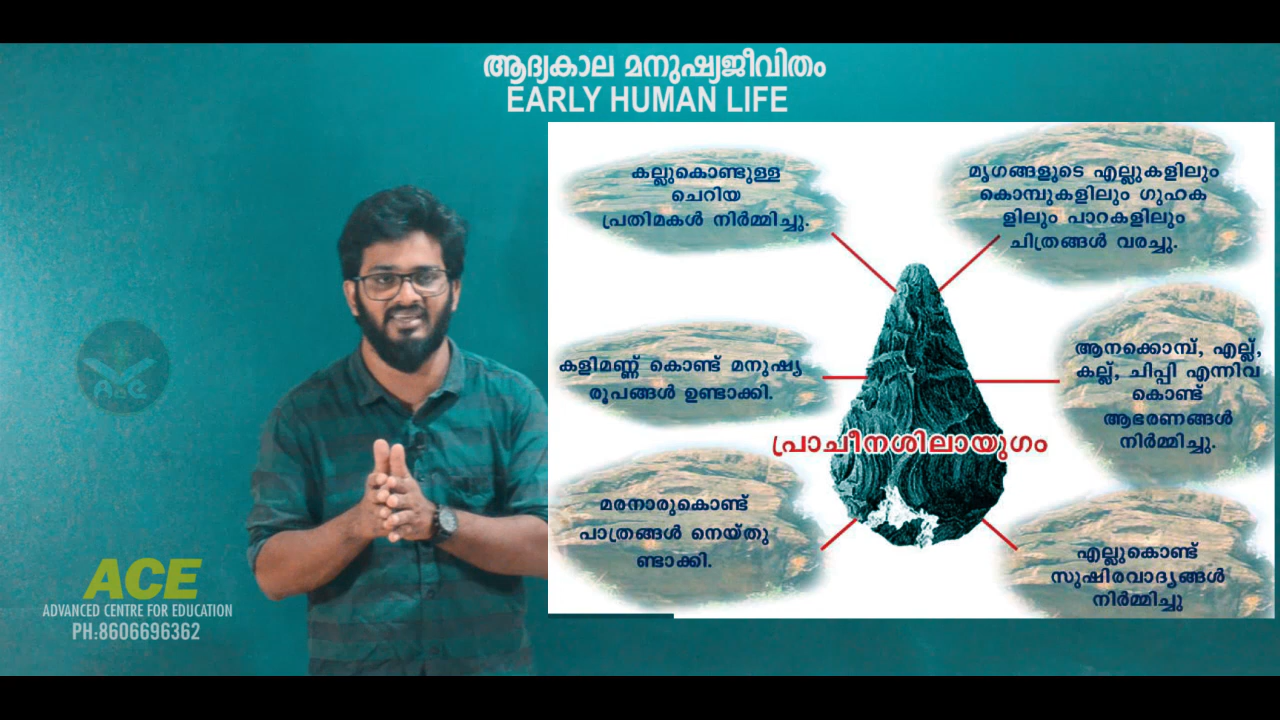 ആദ്യകാല മനുഷ്യജീവിതം
EARLY HUMAN LIFE
കല്ലുകൊണ്ടുള്ള
ചെറിയ
പ്രതിമകൾ നിർമ്മിച്ചു.
മൃഗങ്ങളുടെ എല്ലുകളിലും
കൊമ്പുകളിലും ഗുഹക
ളിലും പാറകളിലും
ചിത്രങ്ങൾ വരച്ചു.
കളിമണ്ണ് കൊണ്ട് മനുഷ്യ
രൂപങ്ങൾ ഉണ്ടാക്കി.
ആനക്കൊമ്പ്, എല്ല്,
കല്ല്, ചിപ്പി എന്നിവ
കൊണ്ട്
ആഭരണങ്ങൾ
നിർമ്മിച്ചു.
പ്രാചീനശിലായുഗം
മരനാരുകൊണ്ട്
പാത്രങ്ങൾ നെയ്തു
ണ്ടാക്കി.
എല്ലുകൊണ്ട്
സുഷിരവാദ്യങ്ങൾ
നിർമ്മിച്ചു
AcE
ACE
ADVANCED CENTRE FOR EDUCATION
PH:8606696362